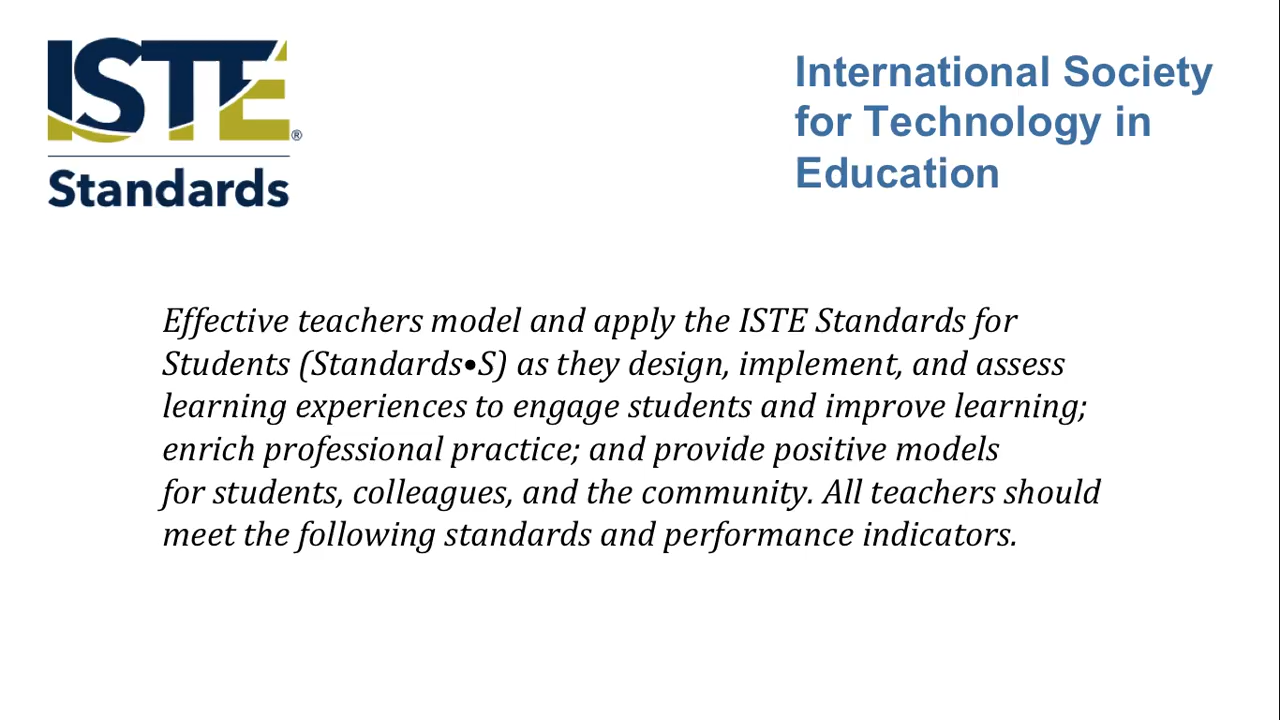 ISTE®
Standards
International Society
for Technology in
Education
Effective teachers model and apply the ISTE Standards for
Students (Standards•S) as they design, implement, and assess
learning experiences to engage students and improve learning;
enrich professional practice; and provide positive models
for students, colleagues, and the community. All teachers should
meet the following standards and performance indicators.